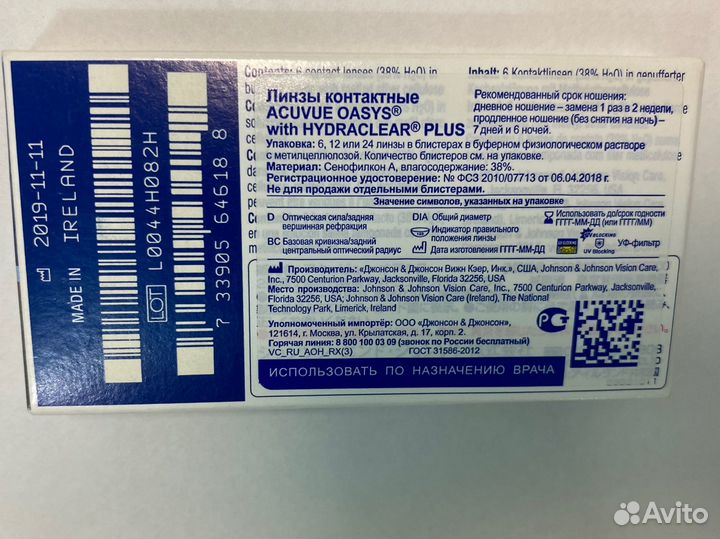 2019-11-11
MADE IN IRELAND
LOT L0044H082H
7 33905 64618 8
Contents: 6 contact lenses (38% H₂O) in
Inhalt: 6 Kontaktlinsen (38% H₂O) in gepufferter
Линзы контактные
ACUVUE OASYS®
with HYDRACLEAR® PLUS
Рекомендованный срок ношения:
дневное ношение – замена 1 раз в 2 недели,
продленное ношение (без снятия на ночь) –
7 дней и 6 ночей.
Упаковка: 6, 12 или 24 линзы в блистерах в буферном физиологическом растворе
с метилцеллюлозой. Количество блистеров см. на упаковке.
Материал: Сенофилкон А, влагосодержание: 38%.
Регистрационное удостоверение: № ФСЗ 2010/07713 от 06.04.2018 г.
Не для продажи отдельными блистерами.
Значение символов, указанных на упаковке
D Оптическая сила/задняя
вершинная рефракция
BC Базовая кривизна/задний
центральный оптический радиус
DIA Общий диаметр
Индикатор правильного
положения линзы
Дата изготовления ГГГГ-ММ-ДД
Использовать до/срок годности
ГГГГ-ММ-ДД (или ГГГГ/ММ)
UV BLOCKING
UV Blocking
УФ-фильтр
Производитель: «Джонсон & Джонсон Вижн Кэер, Инк.», США, Johnson & Johnson Vision Care,
Inc., 7500 Centurion Parkway, Jacksonville, Florida 32256, USA
Место производства: Johnson & Johnson Vision Care, Inc., 7500 Centurion Parkway, Jacksonville,
Florida 32256, USA; Johnson & Johnson Vision Care (Ireland), The National
Technology Park, Limerick, Ireland
Уполномоченный импортер: ООО «Джонсон & Джонсон»,
121614, г. Москва, ул. Крылатская, д. 17, корп. 2.
Горячая линия: 8 800 100 03 09 (звонок по России бесплатный)
VC_RU_AOH_RX(3) ГОСТ 31586-2012
ИСПОЛЬЗОВАТЬ ПО НАЗНАЧЕНИЮ ВРАЧА
Avito